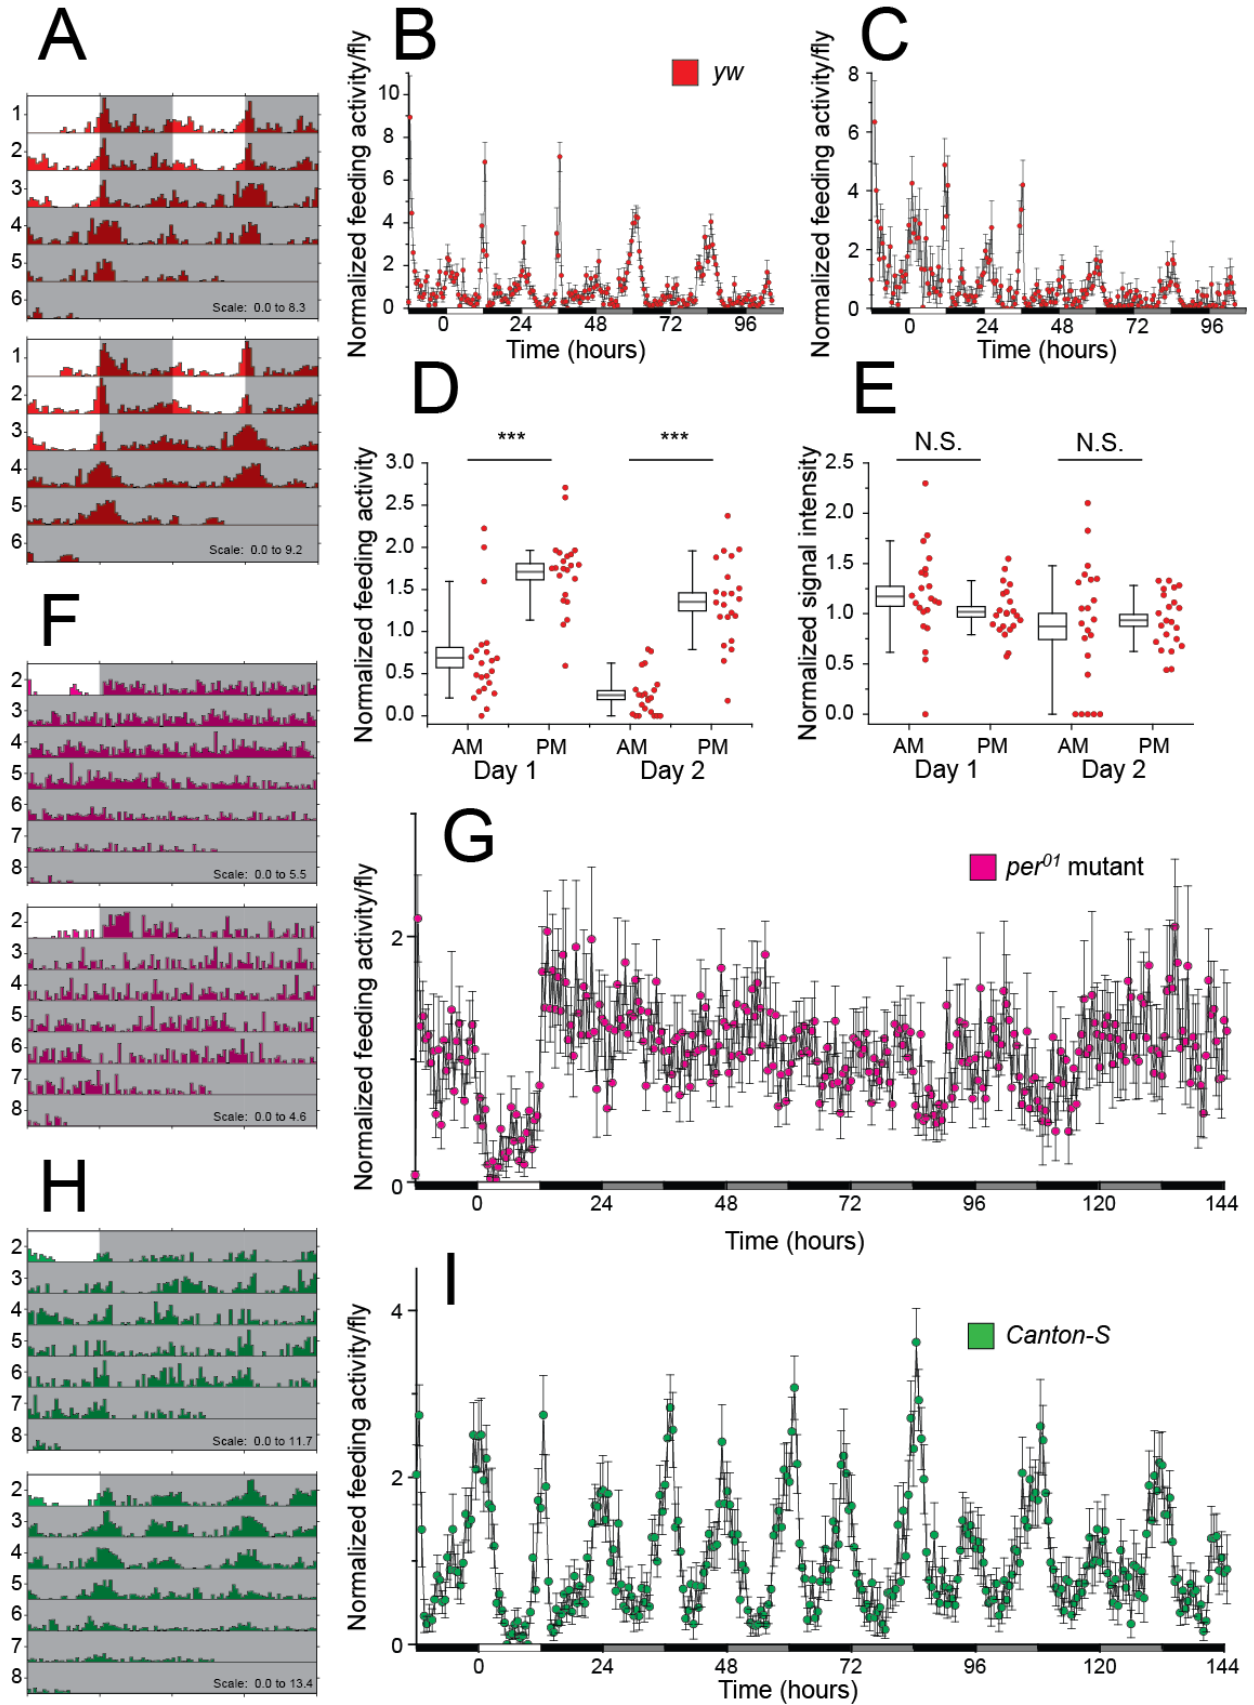 A
1
2
3
4
5
6
Scale: 0.0 to 8.3
1
2
3
4
5
6
Scale: 0.0 to 9.2
B
Normalized feeding activity/fly
yw
10
8
6
4
2
0
0 24 48 72 96
Time (hours)
C
Normalized feeding activity/fly
8
6
4
2
0
0 24 48 72 96
Time (hours)
D
Normalized feeding activity
*** ***
3.0
2.5
2.0
1.5
1.0
0.5
0.0
AM PM AM PM
Day 1 Day 2
E
Normalized signal intensity
N.S. N.S.
2.5
2.0
1.5
1.0
0.5
0.0
AM PM AM PM
Day 1 Day 2
F
2
3
4
5
6
7
8
Scale: 0.0 to 5.5
2
3
4
5
6
7
8
Scale: 0.0 to 4.6
G
Normalized feeding activity/fly
per01 mutant
2
0
0 24 48 72 96 120 144
Time (hours)
H
2
3
4
5
6
7
8
Scale: 0.0 to 11.7
2
3
4
5
6
7
8
Scale: 0.0 to 13.4
I
Normalized feeding activity/fly
Canton-S
4
2
0
0 24 48 72 96 120 144
Time (hours)